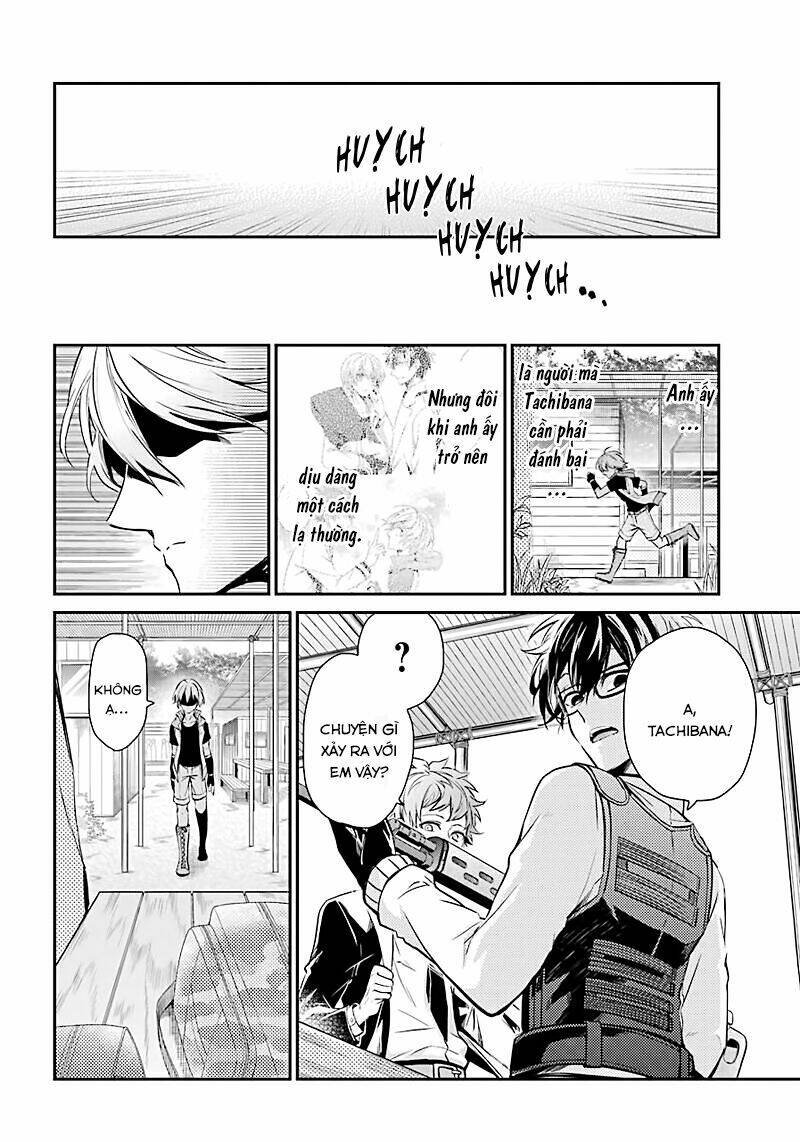 HUỴCH
HUỴCH
HUỴCH
HUỴCH...
Anh ấy
...
là người mà
Tachibana
cần phải
đánh bại
...
Nhưng đôi
khi anh ấy
trở nên
dịu dàng
một cách
lạ thường.
A,
TACHIBANA!
?
CHUYỆN GÌ
XẢY RA VỚI
EM VẬY?
KHÔNG
Ạ...